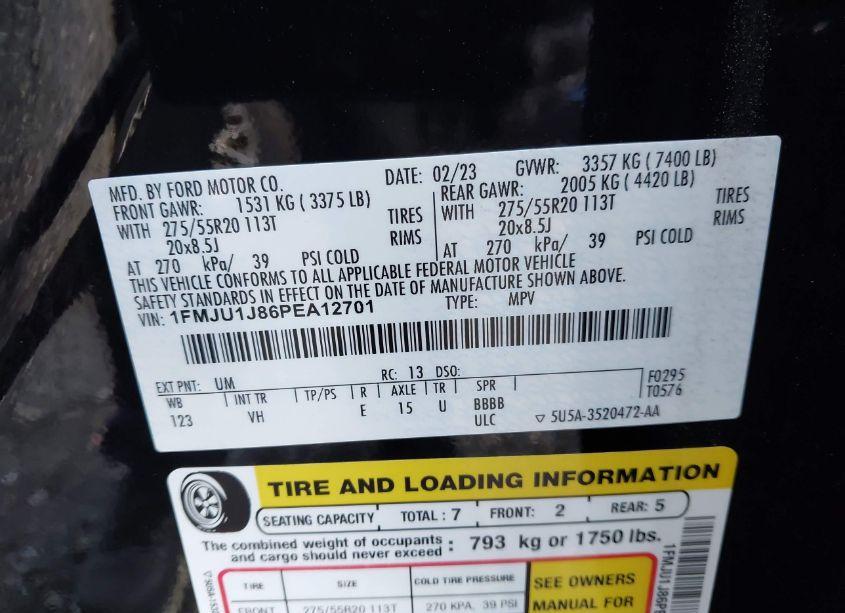 MFD. BY FORD MOTOR CO. DATE: 02/23 GVWR: 3357 KG ( 7400 LB)
FRONT GAWR: 1531 KG ( 3375 LB) REAR GAWR: 2005 KG ( 4420 LB)
WITH 275/55R20 113T TIRES WITH 275/55R20 113T TIRES
20x8.5J RIMS 20x8.5J RIMS
AT 270 kPa/ 39 PSI COLD AT 270 kPa/ 39 PSI COLD
THIS VEHICLE CONFORMS TO ALL APPLICABLE FEDERAL MOTOR VEHICLE
SAFETY STANDARDS IN EFFECT ON THE DATE OF MANUFACTURE SHOWN ABOVE.
VIN: 1FMJU1J86PEA12701 TYPE: MPV
EXT PNT: UM RC: 13 DSO: F0295
WB INT TR TP/PS R AXLE TR SPR T0576
123 VH E 15 U BBBB
ULC ▽ 5U5A-3520472-AA
TIRE AND LOADING INFORMATION
SEATING CAPACITY TOTAL : 7 FRONT: 2 REAR: 5
The combined weight of occupants and cargo should never exceed : 793 kg or 1750 lbs.
TIRE SIZE COLD TIRE PRESSURE SEE OWNERS
FRONT 275/55R20 113T 270 KPA, 39 PSI MANUAL FOR
1FMJU1J86P